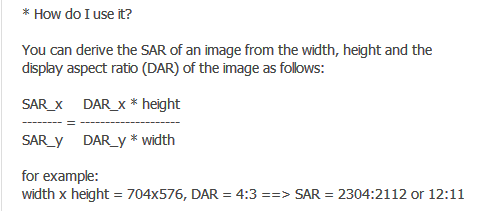 * How do I use it?
You can derive the SAR of an image from the width, height and the
display aspect ratio (DAR) of the image as follows:
SAR_x DAR_x * height
-------- = --------------------
SAR_y DAR_y * width
for example:
width x height = 704x576, DAR = 4:3 ==> SAR = 2304:2112 or 12:11